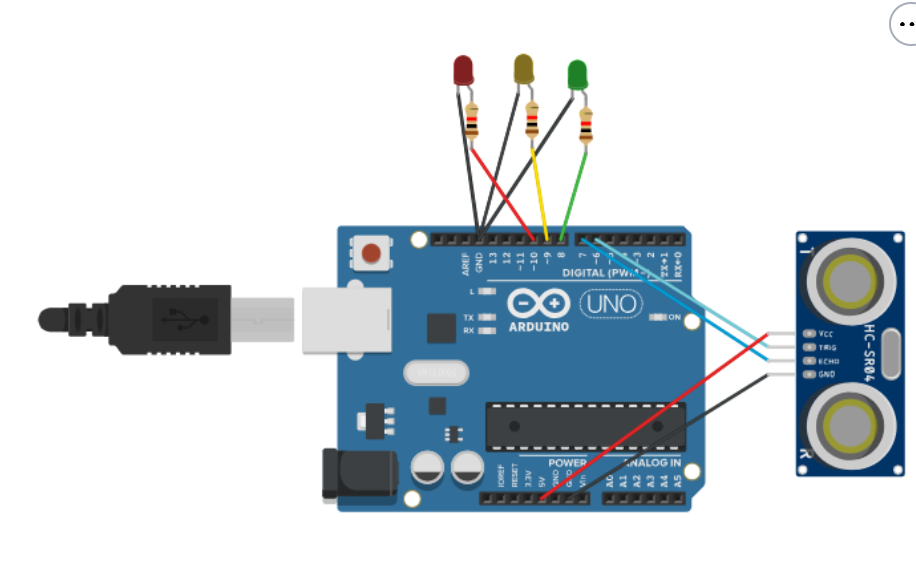 AREF
GND
13
12
~11
~10
~9
8
7
~6
~5
4
~3
2
TX→1
RX←0
DIGITAL (PWM~)
L
TX
RX
UNO
ON
ARDUINO
T
VCC
TRIG
ECHO
GND
HC-SR04
R
POWER
ANALOG IN
IOREF
RESET
3.3V
5V
GND
GND
Vin
A0
A1
A2
A3
A4
A5